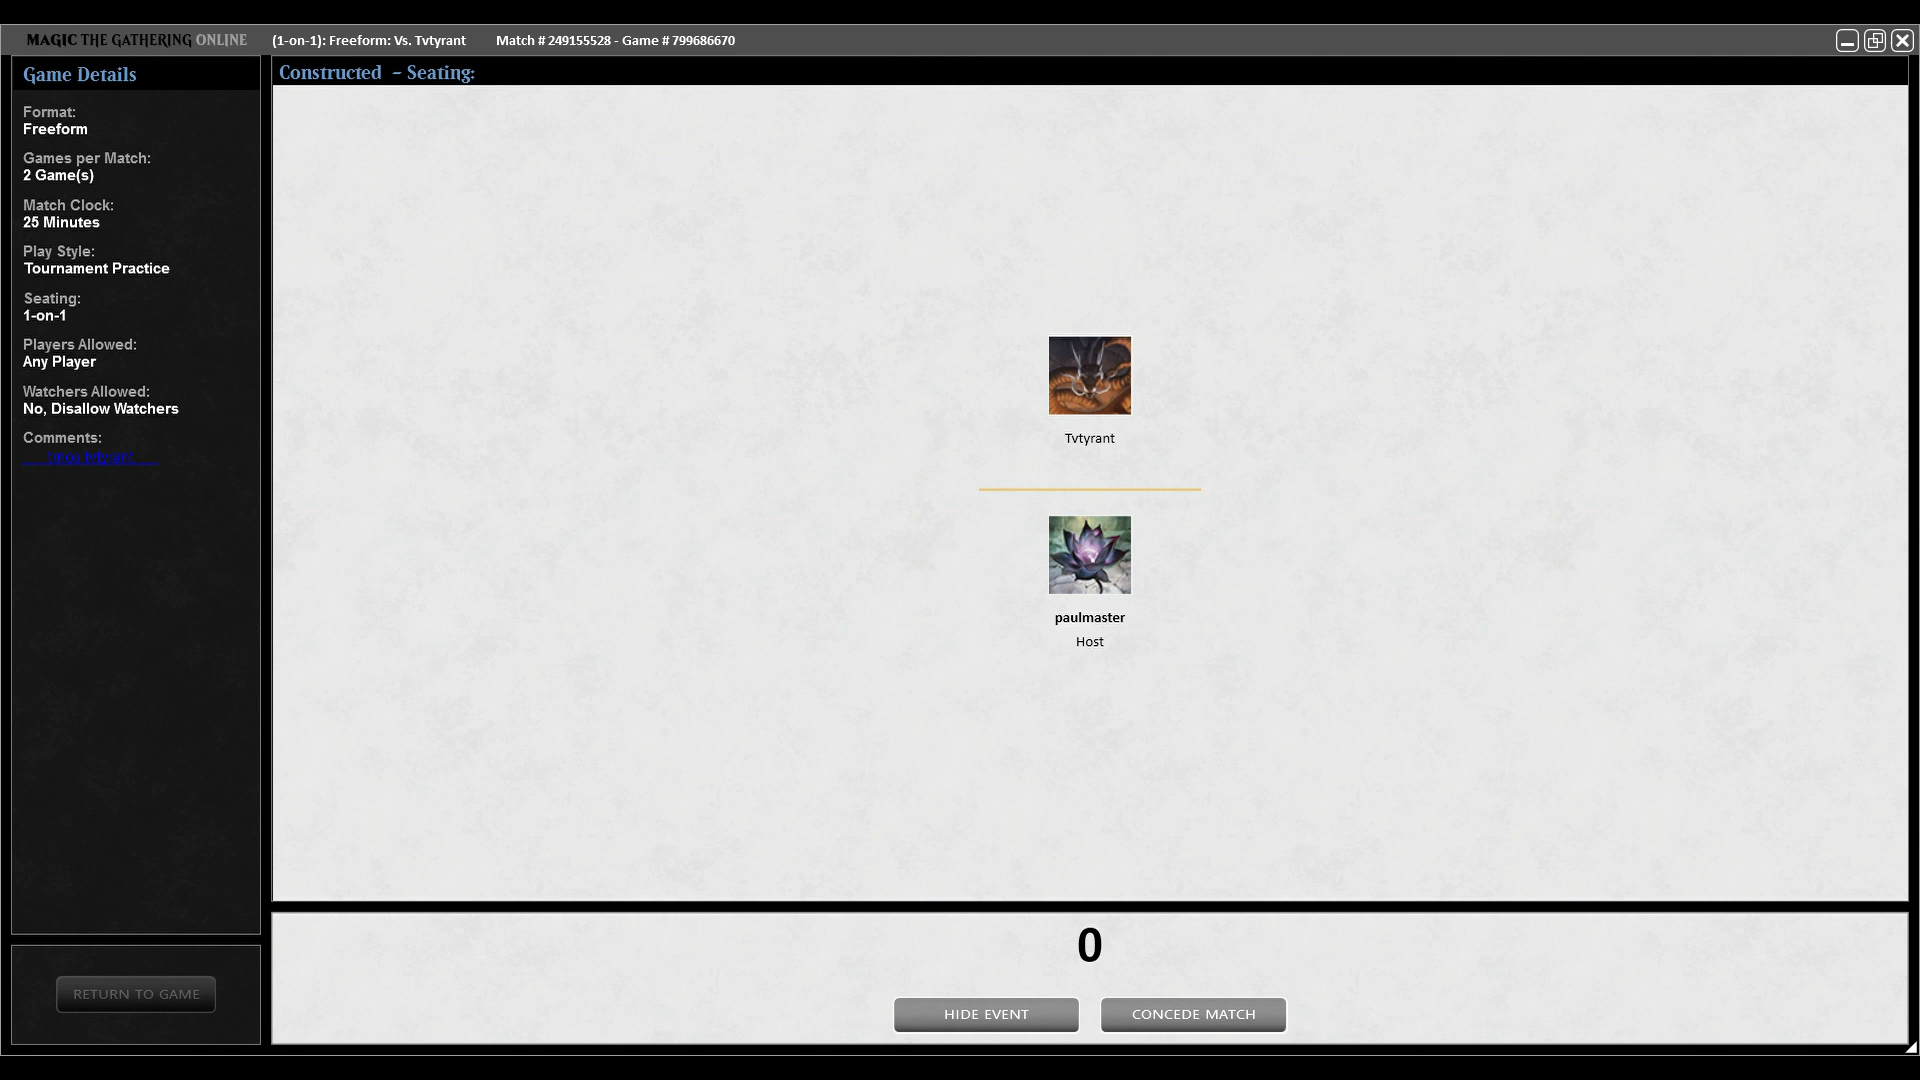 MAGIC THE GATHERING ONLINE
(1-on-1): Freeform: Vs. Tvtyrant
Match # 249155528 - Game # 799686670
Game Details
Format:
Freeform
Games per Match:
2 Game(s)
Match Clock:
25 Minutes
Play Style:
Tournament Practice
Seating:
1-on-1
Players Allowed:
Any Player
Watchers Allowed:
No, Disallow Watchers
Comments:
RETURN TO GAME
Constructed – Seating:
Tvtyrant
paulmaster
Host
0
HIDE EVENT
CONCEDE MATCH